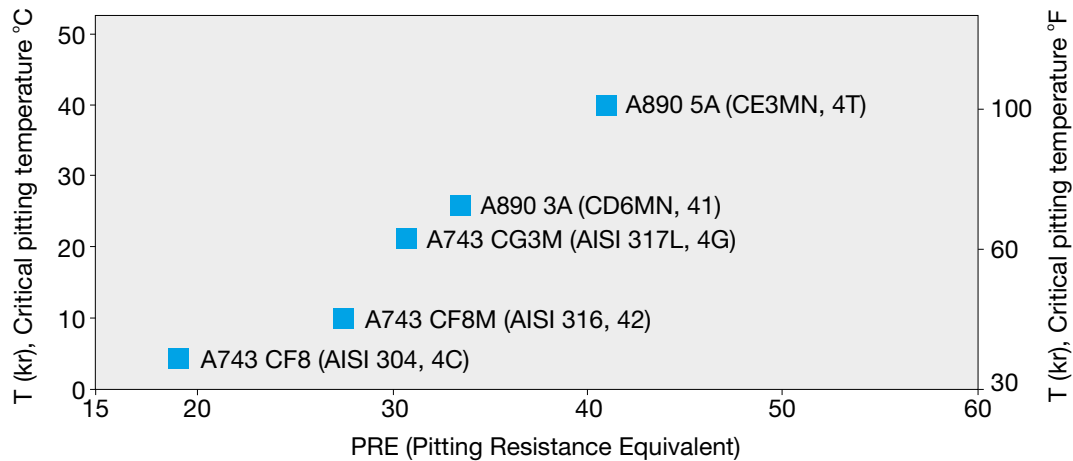 T (kr), Critical pitting temperature °C
50
40
30
20
10
0
A890 5A (CE3MN, 4T)
A890 3A (CD6MN, 41)
A743 CG3M (AISI 317L, 4G)
A743 CF8M (AISI 316, 42)
A743 CF8 (AISI 304, 4C)
100
60
30
T (kr), Critical pitting temperature °F
15 20 30 40 50 60
PRE (Pitting Resistance Equivalent)